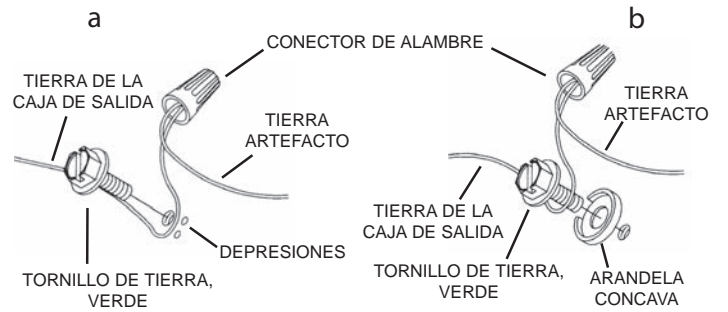 a
b
CONECTOR DE ALAMBRE
TIERRA DE LA
CAJA DE SALIDA
TIERRA
ARTEFACTO
DEPRESIONES
TORNILLO DE TIERRA,
VERDE
TIERRA
ARTEFACTO
TIERRA DE LA
CAJA DE SALIDA
TORNILLO DE TIERRA,
VERDE
ARANDELA
CONCAVA